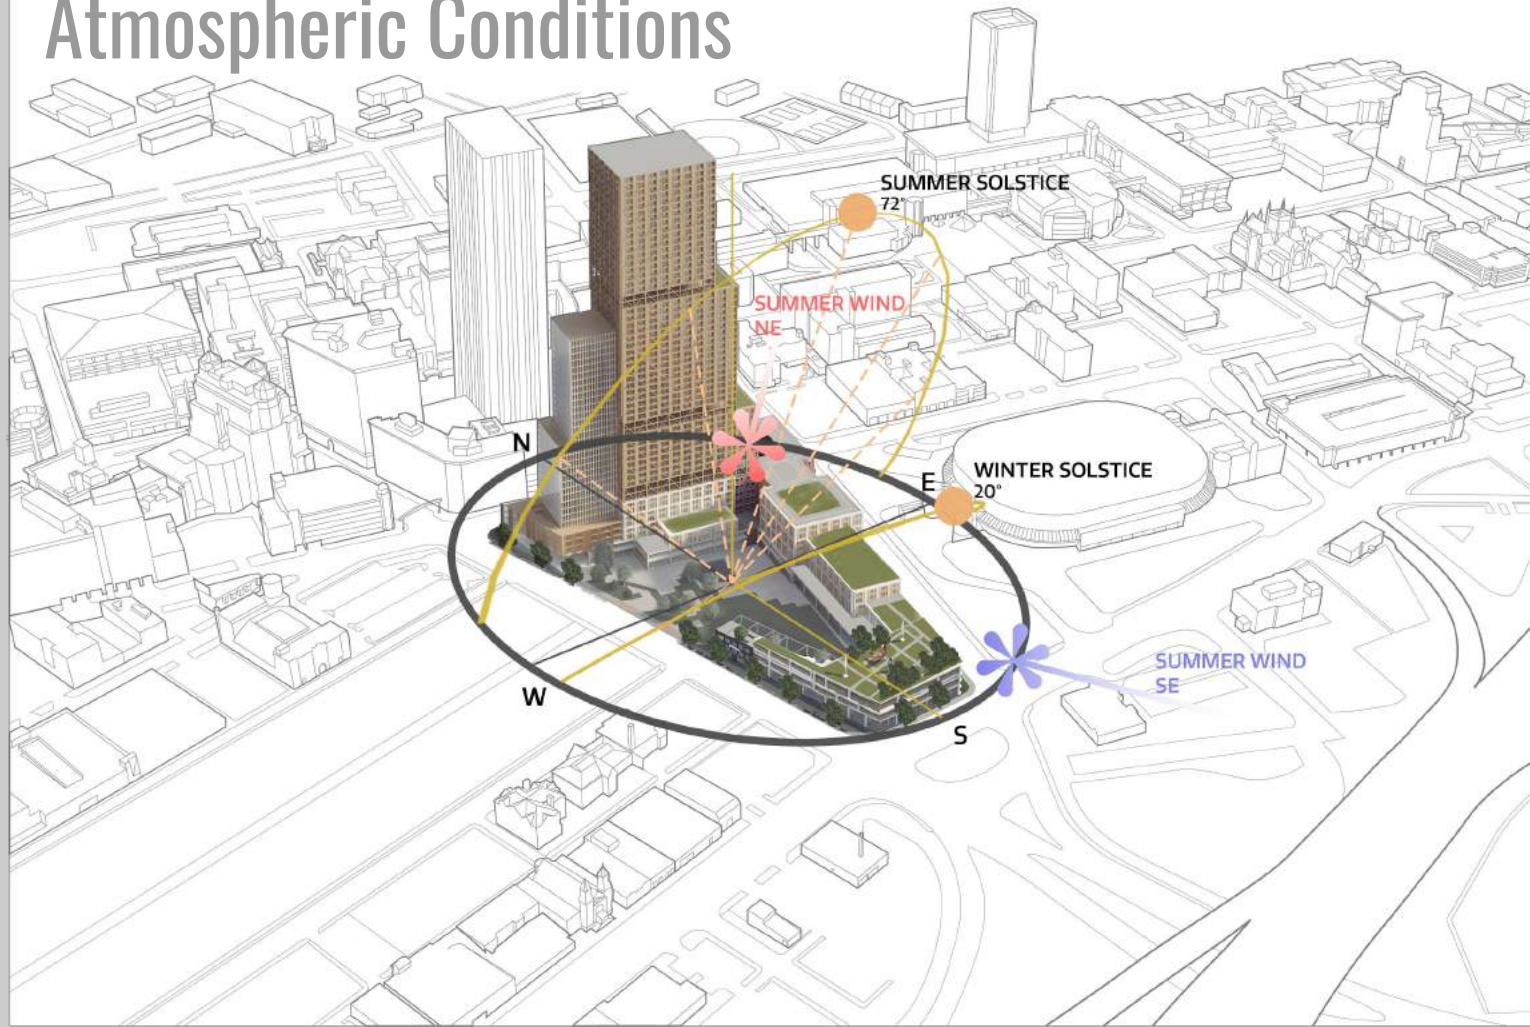 Atmospheric Conditions
SUMMER SOLSTICE
72°
SUMMER WIND
NE
N
E
WINTER SOLSTICE
20°
W
S
SUMMER WIND
SE